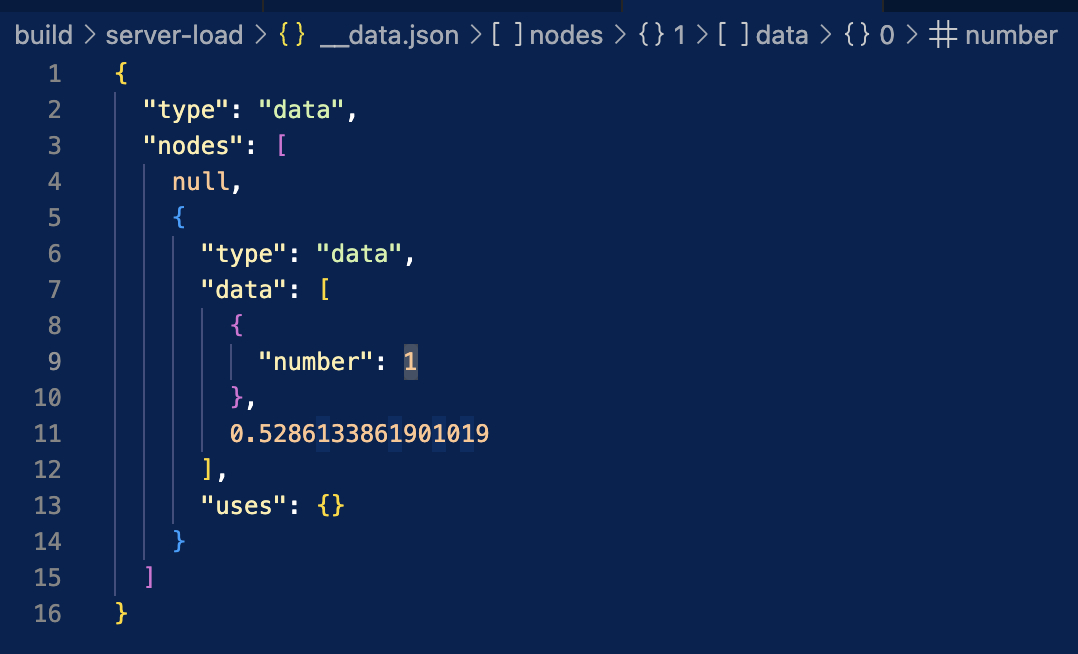 build > server-load > {} __data.json > [ ] nodes > {} 1 > [ ] data > {} 0 > # number
1 {
2 "type": "data",
3 "nodes": [
4 null,
5 {
6 "type": "data",
7 "data": [
8 {
9 "number": 1
10 },
11 0.5286133861901019
12 ],
13 "uses": {}
14 }
15 ]
16 }